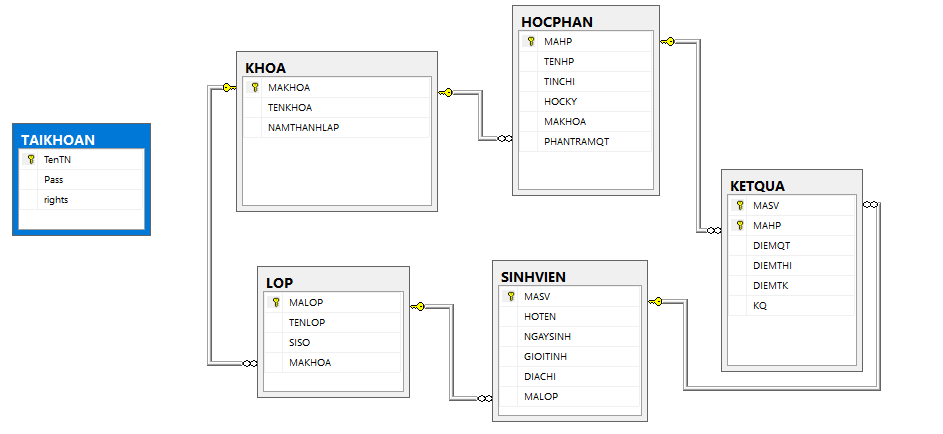 TAIKHOAN
TenTN
Pass
rights
KHOA
MAKHOA
TENKHOA
NAMTHANHLAP
HOCPHAN
MAHP
TENHP
TINCHI
HOCKY
MAKHOA
PHANTRAMQT
KETQUA
MASV
MAHP
DIEMQT
DIEMTHI
DIEMTK
KQ
LOP
MALOP
TENLOP
SISO
MAKHOA
SINHVIEN
MASV
HOTEN
NGAYSINH
GIOITINH
DIACHI
MALOP